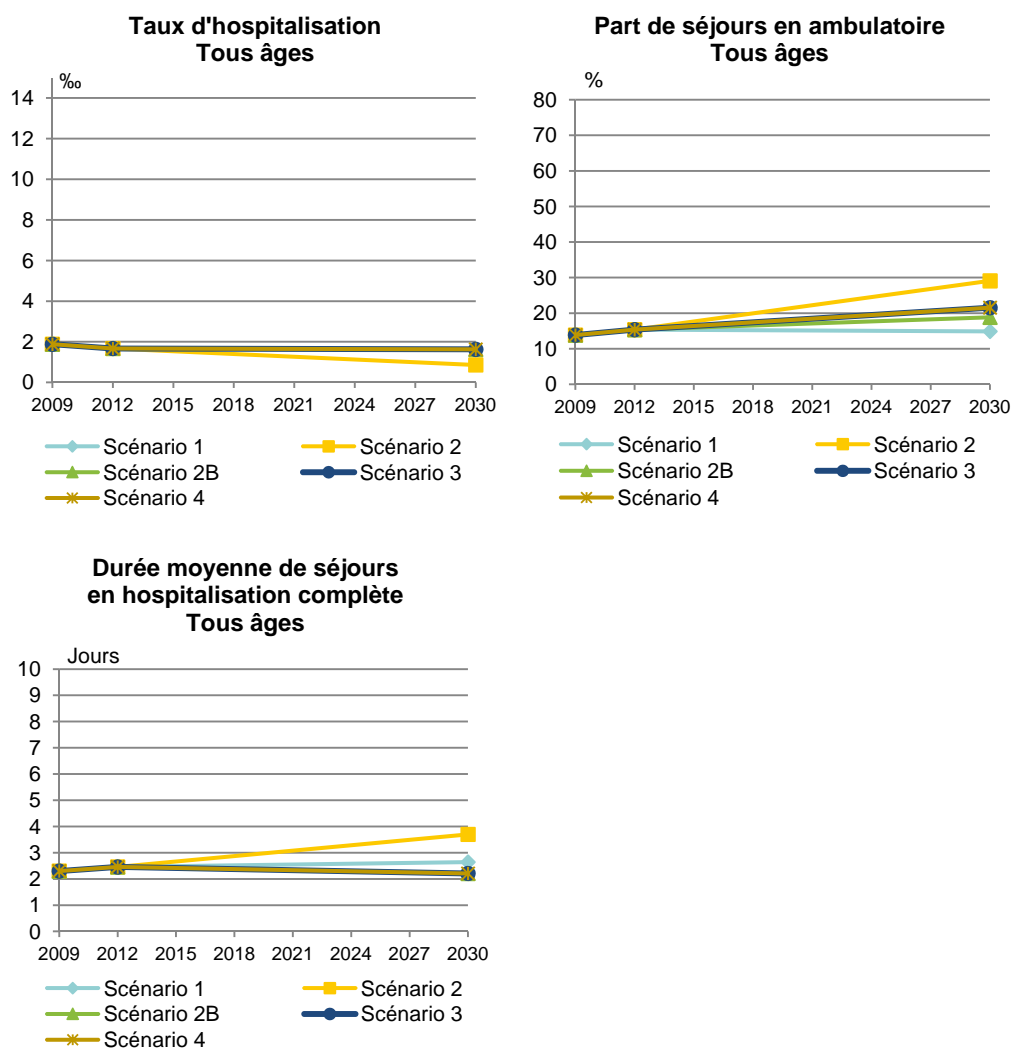 Taux d'hospitalisation
Tous âges
‰
14
12
10
8
6
4
2
0
2009 2012 2015 2018 2021 2024 2027 2030
Scénario 1
Scénario 2
Scénario 2B
Scénario 3
Scénario 4
Part de séjours en ambulatoire
Tous âges
%
80
70
60
50
40
30
20
10
0
2009 2012 2015 2018 2021 2024 2027 2030
Scénario 1
Scénario 2
Scénario 2B
Scénario 3
Scénario 4
Durée moyenne de séjours
en hospitalisation complète
Tous âges
Jours
10
9
8
7
6
5
4
3
2
1
0
2009 2012 2015 2018 2021 2024 2027 2030
Scénario 1
Scénario 2
Scénario 2B
Scénario 3
Scénario 4